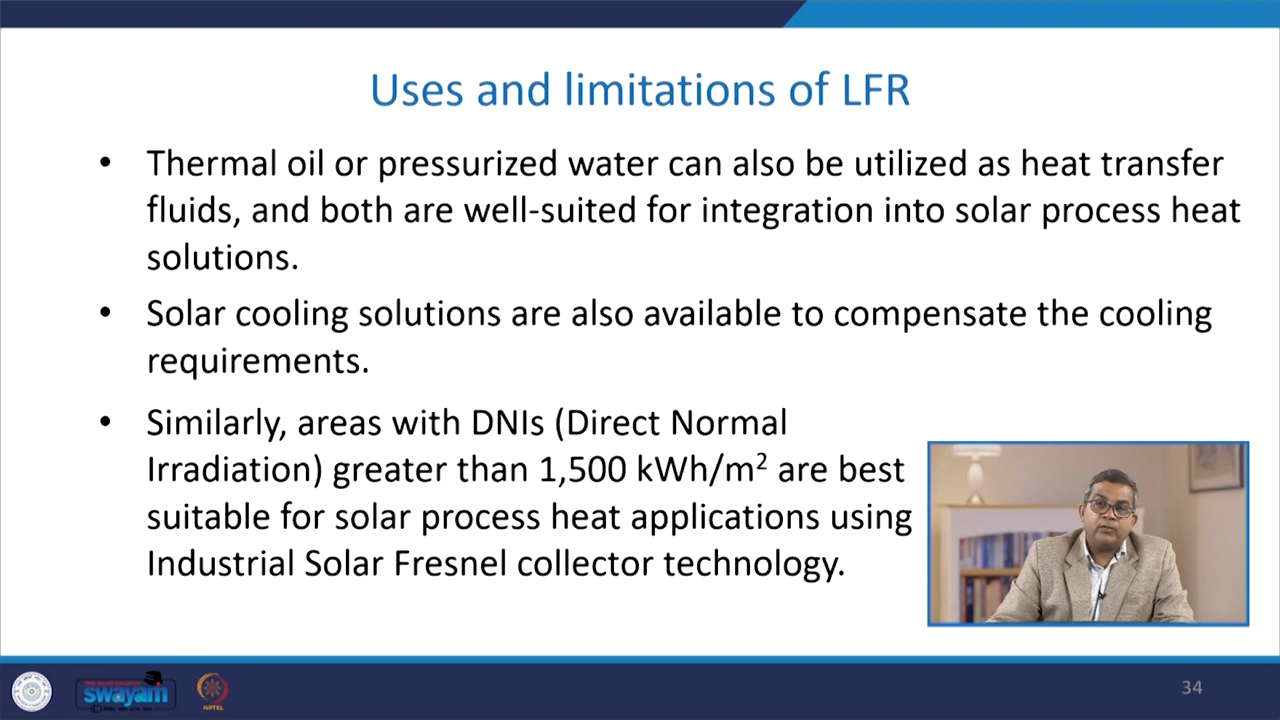 Uses and limitations of LFR
• Thermal oil or pressurized water can also be utilized as heat transfer
fluids, and both are well-suited for integration into solar process heat
solutions.
• Solar cooling solutions are also available to compensate the cooling
requirements.
• Similarly, areas with DNIs (Direct Normal
Irradiation) greater than 1,500 kWh/m² are best
suitable for solar process heat applications using
Industrial Solar Fresnel collector technology.
swayam
NPTEL
34